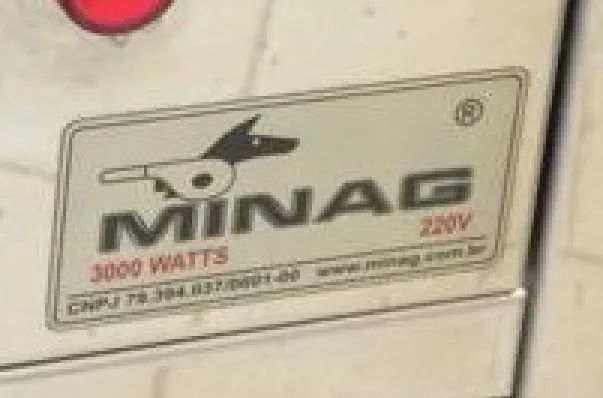 ®
MINAG
3000 WATTS 220V
CNPJ 79.394.037/0001-00 www.minag.com.br